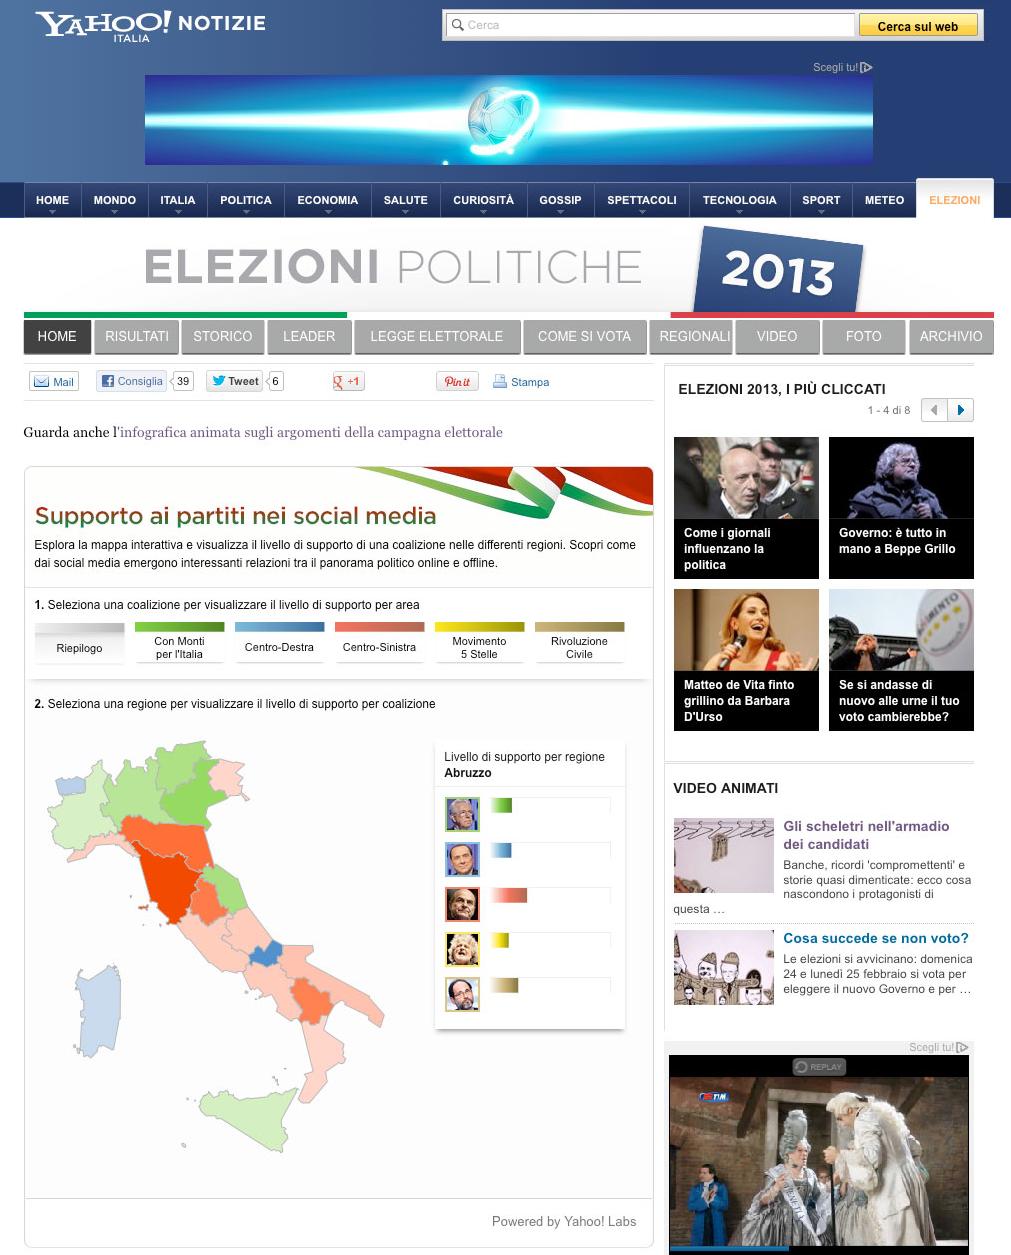 YAHOO! NOTIZIE
ITALIA
Cerca
Cerca sul web
Scegli tu!
HOME MONDO ITALIA POLITICA ECONOMIA SALUTE CURIOSITÀ GOSSIP SPETTACOLI TECNOLOGIA SPORT METEO ELEZIONI
ELEZIONI POLITICHE 2013
HOME RISULTATI STORICO LEADER LEGGE ELETTORALE COME SI VOTA REGIONALI VIDEO FOTO ARCHIVIO
Mail Consiglia 39 Tweet 6 +1 Pin it Stampa
Guarda anche l'infografica animata sugli argomenti della campagna elettorale
Supporto ai partiti nei social media
Esplora la mappa interattiva e visualizza il livello di supporto di una coalizione nelle differenti regioni. Scopri come
dai social media emergono interessanti relazioni tra il panorama politico online e offline.
1. Seleziona una coalizione per visualizzare il livello di supporto per area
Riepilogo
Con Monti
per l'Italia
Centro-Destra
Centro-Sinistra
Movimento
5 Stelle
Rivoluzione
Civile
2. Seleziona una regione per visualizzare il livello di supporto per coalizione
Livello di supporto per regione
Abruzzo
Powered by Yahoo! Labs
ELEZIONI 2013, I PIÙ CLICCATI
1 - 4 di 8
Come i giornali
influenzano la
politica
Governo: è tutto in
mano a Beppe Grillo
Matteo de Vita finto
grillino da Barbara
D'Urso
Se si andasse di
nuovo alle urne il tuo
voto cambierebbe?
VIDEO ANIMATI
Gli scheletri nell'armadio
dei candidati
Banche, ricordi 'compromettenti' e
storie quasi dimenticate: ecco cosa
nascondono i protagonisti di
questa ...
Cosa succede se non voto?
Le elezioni si avvicinano: domenica
24 e lunedì 25 febbraio si vota per
eleggere il nuovo Governo e per ...
Scegli tu!
REPLAY
TIM